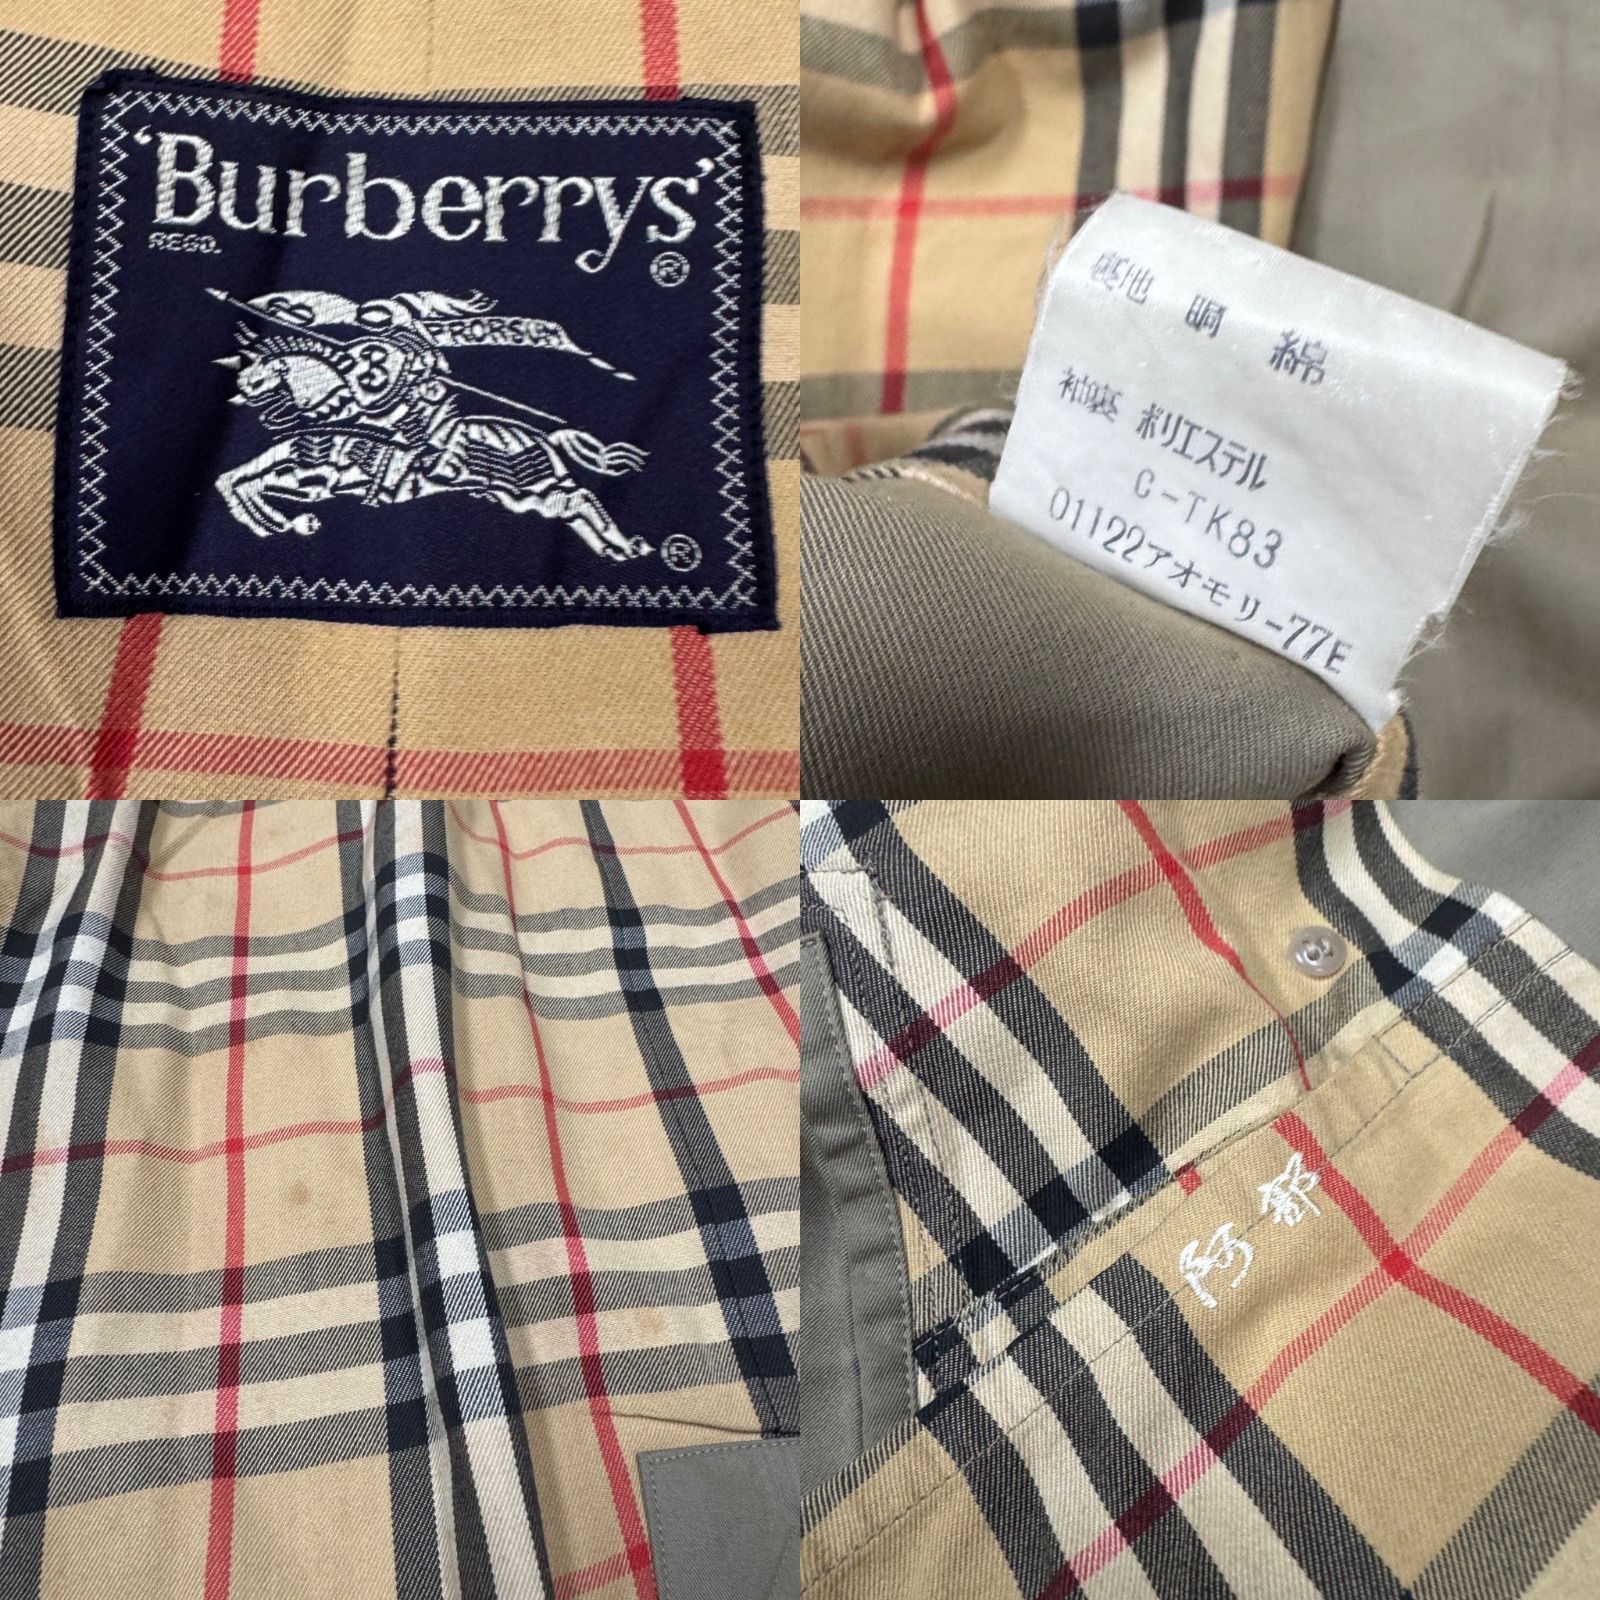 'Burberrys'
REGD.
®
PRORSUM
®
裏地 綿
袖裏 ポリエステル
C-TK83
01122アオモリ-77E
阿部